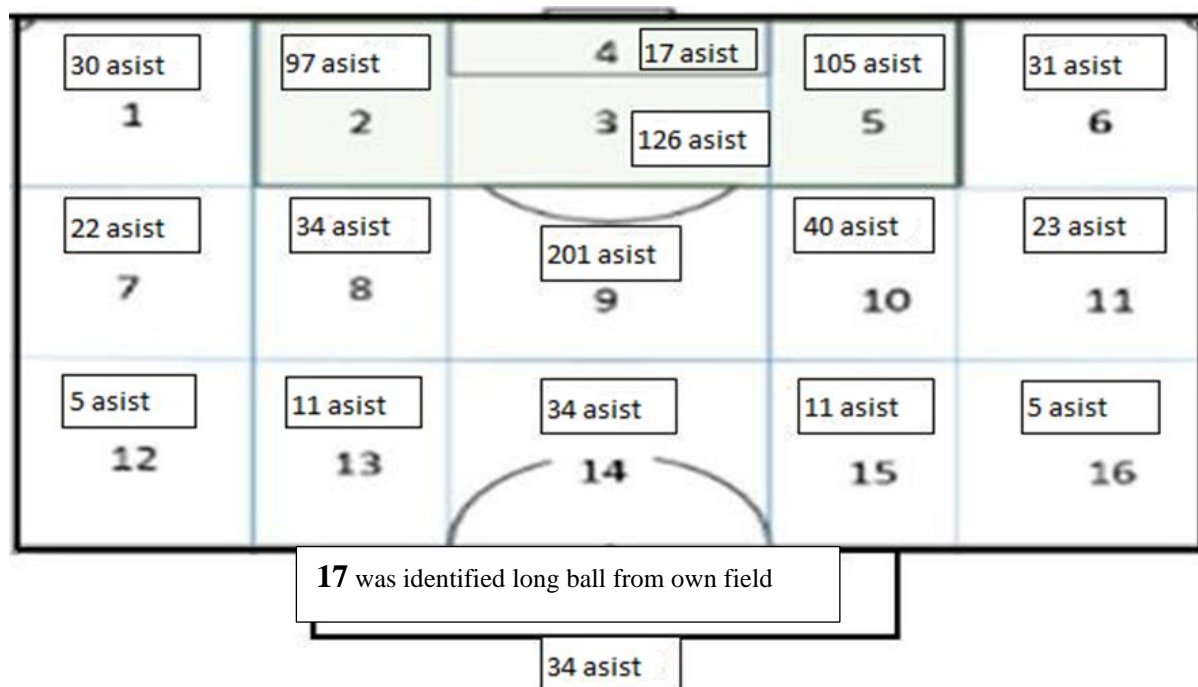 30 asist
1
97 asist
2
4 17 asist
3
126 asist
105 asist
5
31 asist
6
22 asist
7
34 asist
8
201 asist
9
40 asist
10
23 asist
11
5 asist
12
11 asist
13
34 asist
14
11 asist
15
5 asist
16
17 was identified long ball from own field
34 asist